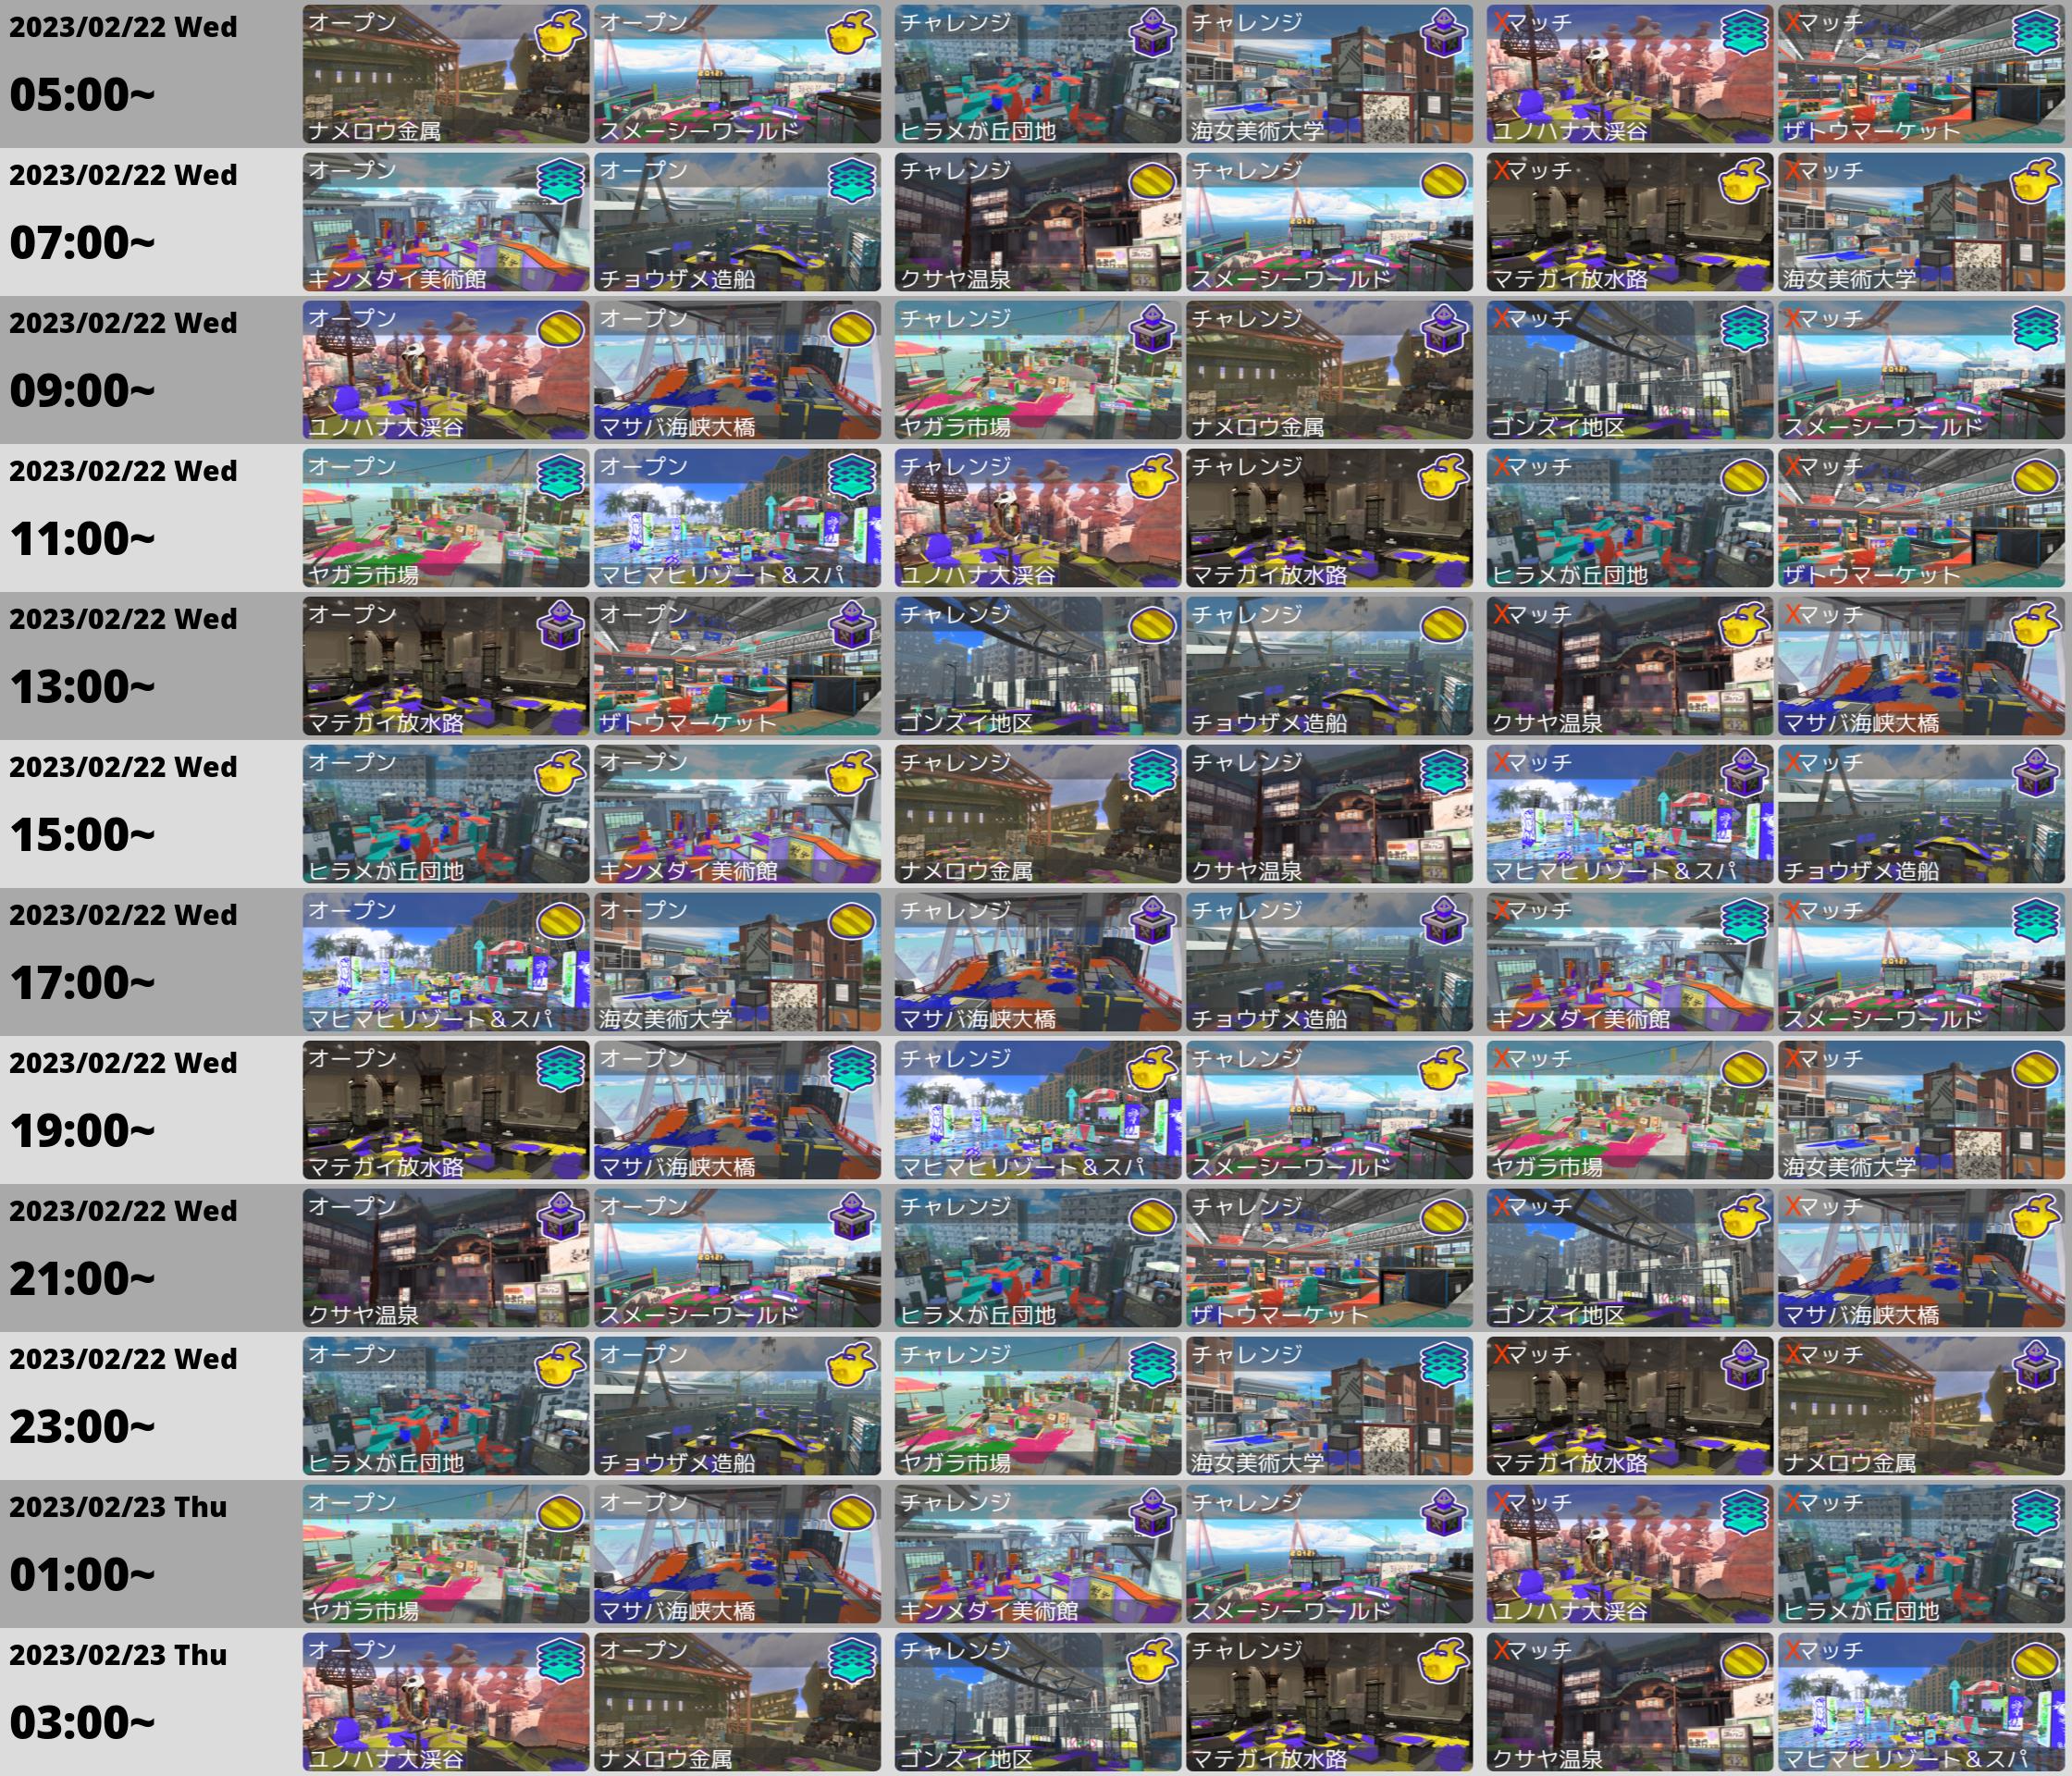 2023/02/22 Wed
05:00~
オープン オープン チャレンジ チャレンジ Xマッチ Xマッチ
ナメロウ金属 スメーシーワールド ヒラメが丘団地 海女美術大学 ユノハナ大渓谷 ザトウマーケット
2023/02/22 Wed
07:00~
オープン オープン チャレンジ チャレンジ Xマッチ Xマッチ
キンメダイ美術館 チョウザメ造船 クサヤ温泉 スメーシーワールド マテガイ放水路 海女美術大学
2023/02/22 Wed
09:00~
オープン オープン チャレンジ チャレンジ Xマッチ Xマッチ
ユノハナ大渓谷 マサバ海峡大橋 ヤガラ市場 ナメロウ金属 ゴンズイ地区 スメーシーワールド
2023/02/22 Wed
11:00~
オープン オープン チャレンジ チャレンジ Xマッチ Xマッチ
ヤガラ市場 マヒマヒリゾート&スパ ユノハナ大渓谷 マテガイ放水路 ヒラメが丘団地 ザトウマーケット
2023/02/22 Wed
13:00~
オープン オープン チャレンジ チャレンジ Xマッチ Xマッチ
マテガイ放水路 ザトウマーケット ゴンズイ地区 チョウザメ造船 クサヤ温泉 マサバ海峡大橋
2023/02/22 Wed
15:00~
オープン オープン チャレンジ チャレンジ Xマッチ Xマッチ
ヒラメが丘団地 キンメダイ美術館 ナメロウ金属 クサヤ温泉 マヒマヒリゾート&スパ チョウザメ造船
2023/02/22 Wed
17:00~
オープン オープン チャレンジ チャレンジ Xマッチ Xマッチ
マヒマヒリゾート&スパ 海女美術大学 マサバ海峡大橋 チョウザメ造船 キンメダイ美術館 スメーシーワールド
2023/02/22 Wed
19:00~
オープン オープン チャレンジ チャレンジ Xマッチ Xマッチ
マテガイ放水路 マサバ海峡大橋 マヒマヒリゾート&スパ スメーシーワールド ヤガラ市場 海女美術大学
2023/02/22 Wed
21:00~
オープン オープン チャレンジ チャレンジ Xマッチ Xマッチ
クサヤ温泉 スメーシーワールド ヒラメが丘団地 ザトウマーケット ゴンズイ地区 マサバ海峡大橋
2023/02/22 Wed
23:00~
オープン オープン チャレンジ チャレンジ Xマッチ Xマッチ
ヒラメが丘団地 チョウザメ造船 ヤガラ市場 海女美術大学 マテガイ放水路 ナメロウ金属
2023/02/23 Thu
01:00~
オープン オープン チャレンジ チャレンジ Xマッチ Xマッチ
ヤガラ市場 マサバ海峡大橋 キンメダイ美術館 スメーシーワールド ユノハナ大渓谷 ヒラメが丘団地
2023/02/23 Thu
03:00~
オープン オープン チャレンジ チャレンジ Xマッチ Xマッチ
ユノハナ大渓谷 ナメロウ金属 ゴンズイ地区 マテガイ放水路 クサヤ温泉 マヒマヒリゾート&スパ